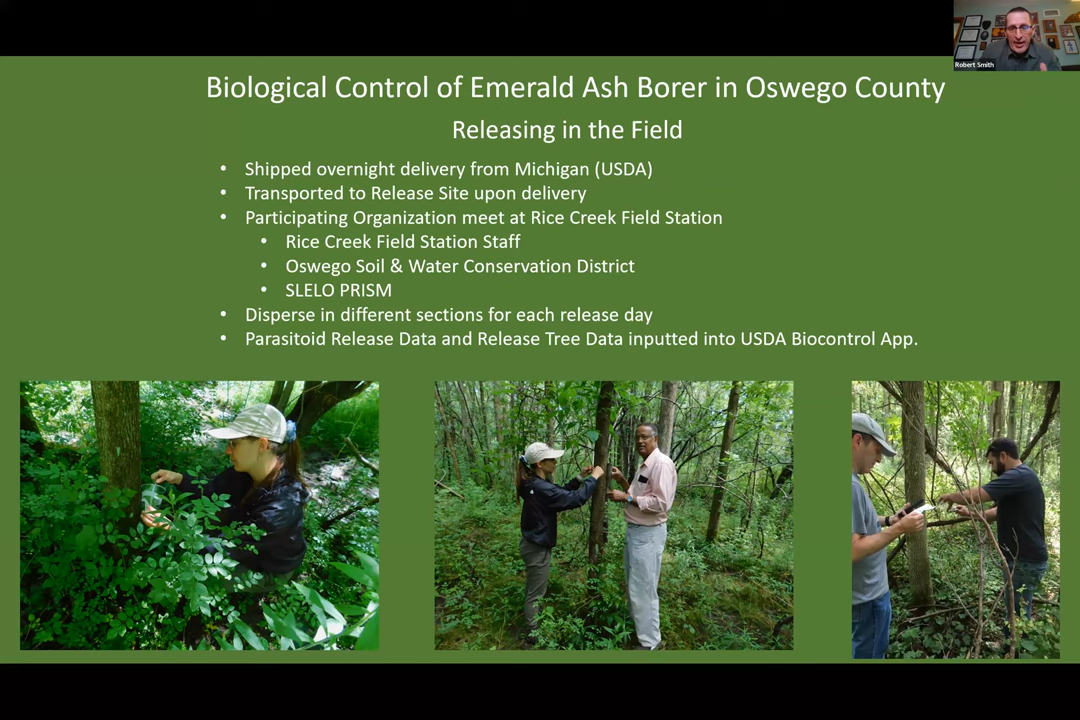 Robert Smith
Biological Control of Emerald Ash Borer in Oswego County
Releasing in the Field
• Shipped overnight delivery from Michigan (USDA)
• Transported to Release Site upon delivery
• Participating Organization meet at Rice Creek Field Station
• Rice Creek Field Station Staff
• Oswego Soil & Water Conservation District
• SLELO PRISM
• Disperse in different sections for each release day
• Parasitoid Release Data and Release Tree Data inputted into USDA Biocontrol App.